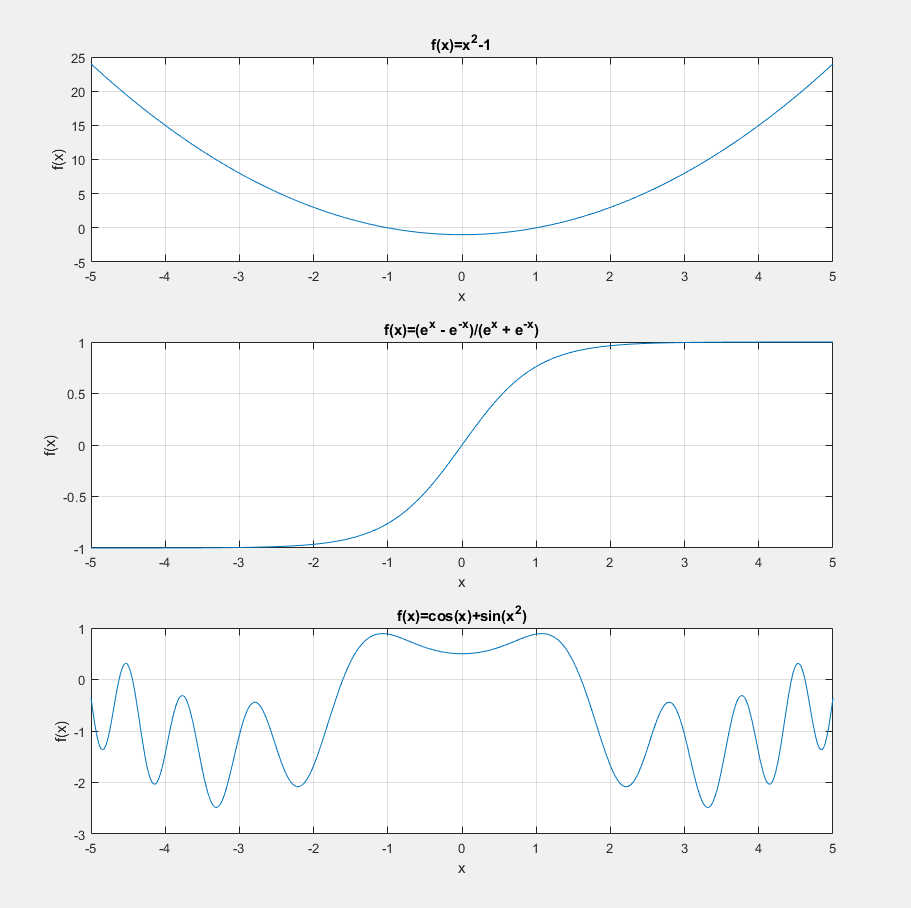 f(x)=x²-1
25
20
15
10
5
0
-5
f(x)
-5 -4 -3 -2 -1 0 1 2 3 4 5
x
f(x)=(eˣ - e⁻ˣ)/(eˣ + e⁻ˣ)
1
0.5
0
-0.5
-1
f(x)
-5 -4 -3 -2 -1 0 1 2 3 4 5
x
f(x)=cos(x)+sin(x²)
1
0
-1
-2
-3
f(x)
-5 -4 -3 -2 -1 0 1 2 3 4 5
x